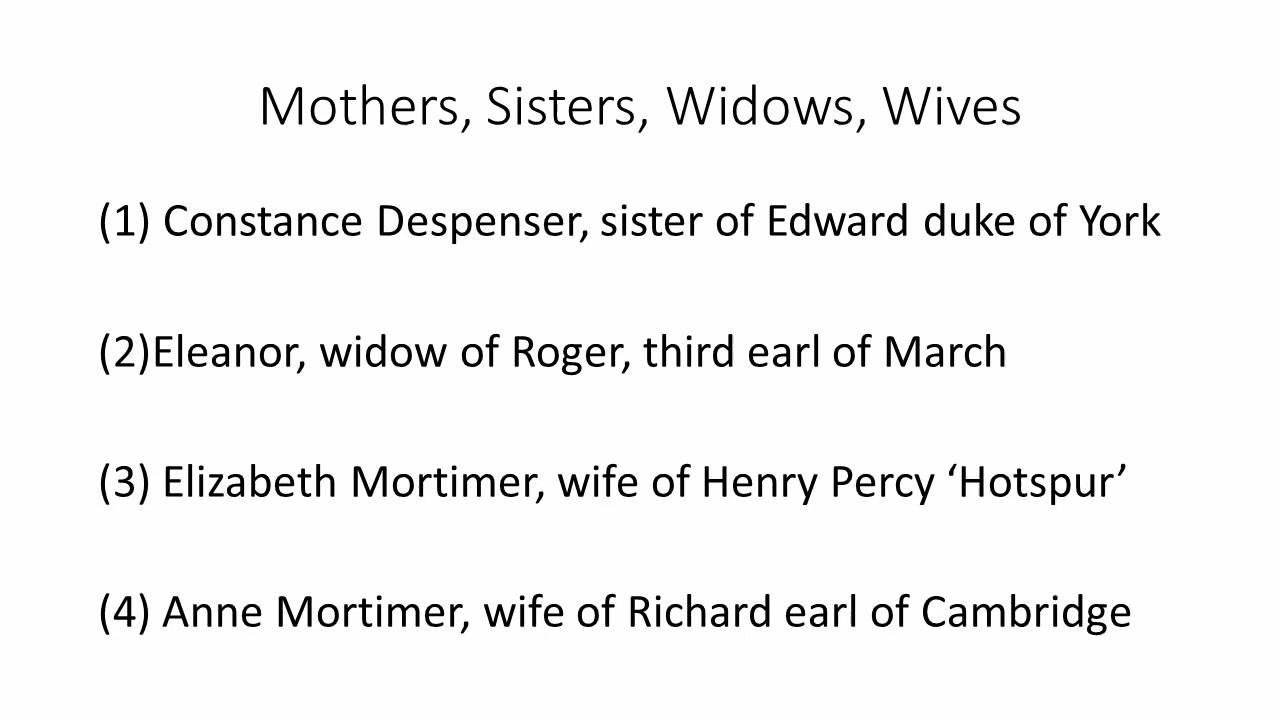 Mothers, Sisters, Widows, Wives
(1) Constance Despenser, sister of Edward duke of York
(2)Eleanor, widow of Roger, third earl of March
(3) Elizabeth Mortimer, wife of Henry Percy ‘Hotspur’
(4) Anne Mortimer, wife of Richard earl of Cambridge